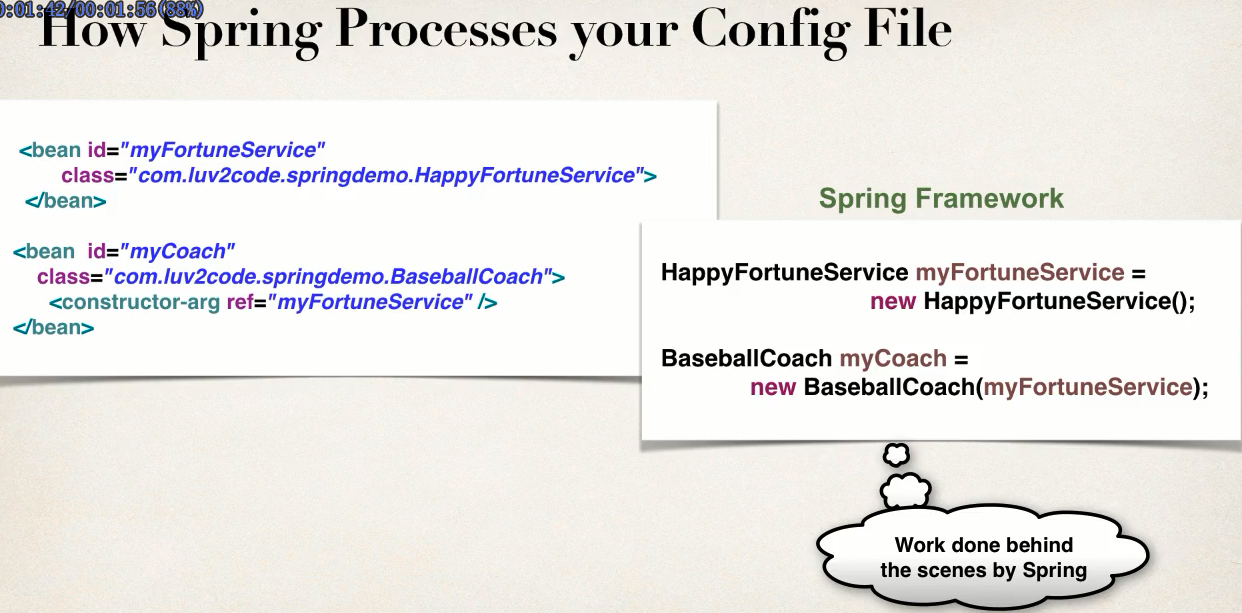 0:01:42/00:01:56(88%)
How Spring Processes your Config File
<bean id="myFortuneService"
class="com.luv2code.springdemo.HappyFortuneService">
</bean>
<bean id="myCoach"
class="com.luv2code.springdemo.BaseballCoach">
<constructor-arg ref="myFortuneService" />
</bean>
Spring Framework
HappyFortuneService myFortuneService =
new HappyFortuneService();
BaseballCoach myCoach =
new BaseballCoach(myFortuneService);
Work done behind
the scenes by Spring